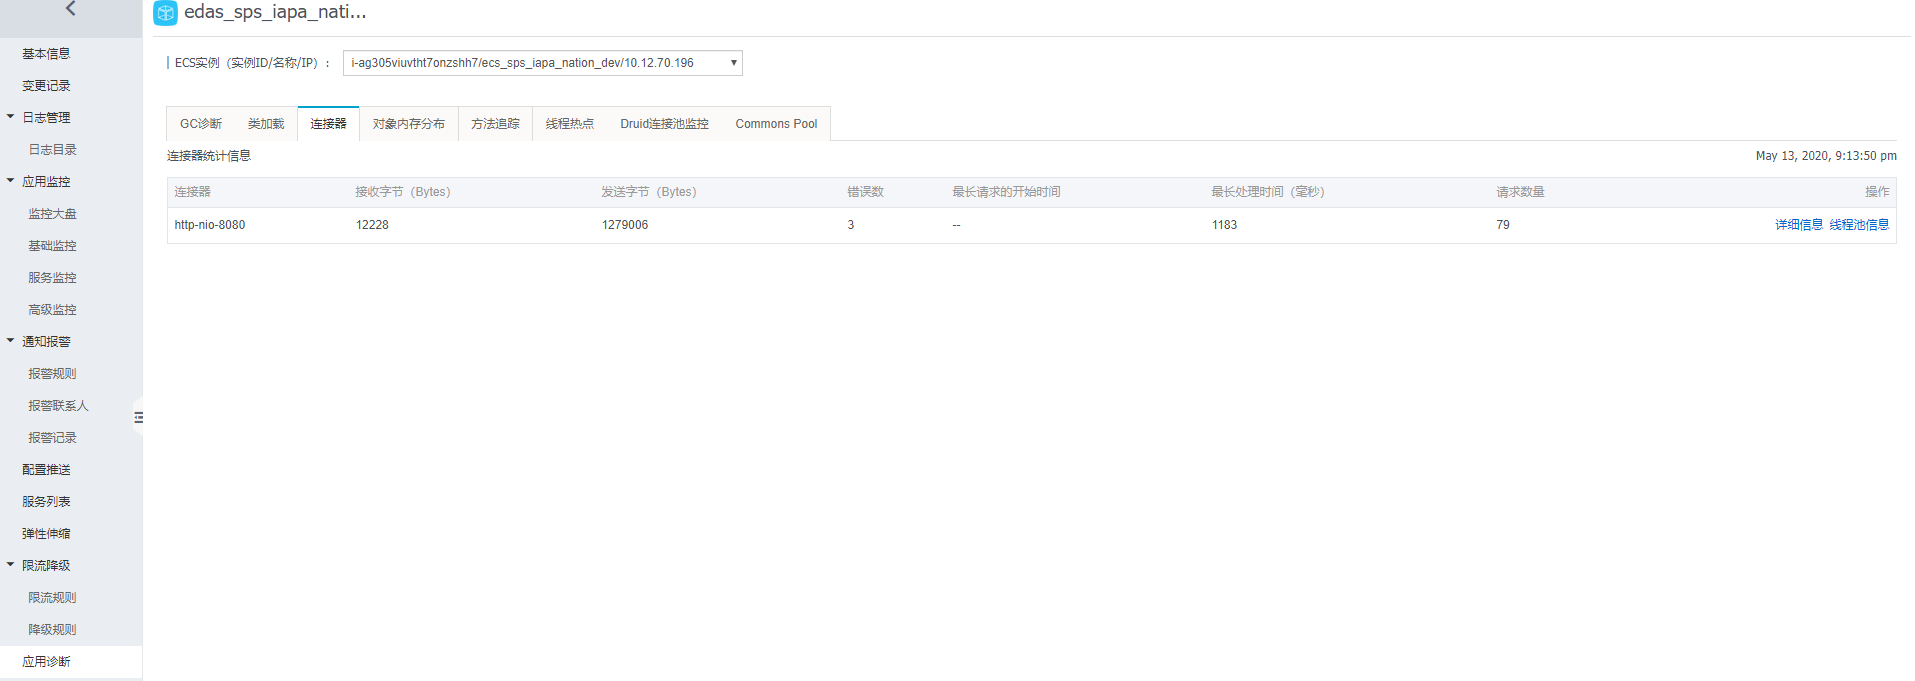 edas_sps_iapa_nati...
基本信息
变更记录
日志管理
日志目录
应用监控
监控大盘
基础监控
服务监控
高级监控
通知报警
报警规则
报警联系人
报警记录
配置推送
服务列表
弹性伸缩
限流降级
限流规则
降级规则
应用诊断
ECS实例（实例ID/名称/IP）： i-ag305viuvtht7onzshh7/ecs_sps_iapa_nation_dev/10.12.70.196
GC诊断 类加载 连接器 对象内存分布 方法追踪 线程热点 Druid连接池监控 Commons Pool
连接器统计信息 May 13, 2020, 9:13:50 pm
连接器 接收字节（Bytes） 发送字节（Bytes） 错误数 最长请求的开始时间 最长处理时间（毫秒） 请求数量 操作
http-nio-8080 12228 1279006 3 -- 1183 79 详细信息 线程池信息